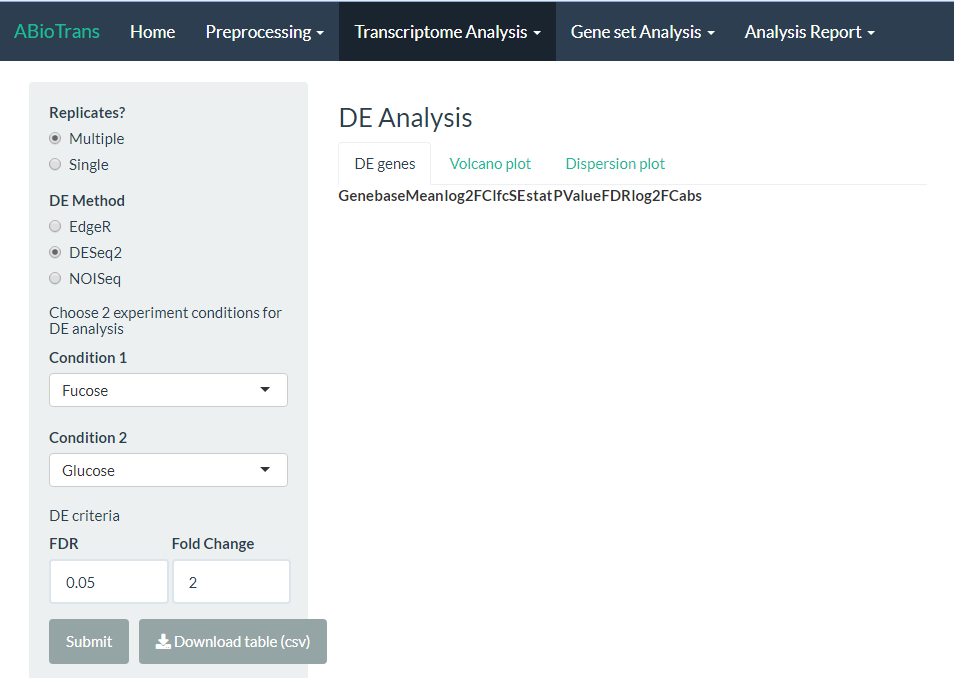 ABioTrans Home Preprocessing Transcriptome Analysis Gene set Analysis Analysis Report
Replicates?
Multiple
Single
DE Method
EdgeR
DESeq2
NOISeq
Choose 2 experiment conditions for
DE analysis
Condition 1
Fucose
Condition 2
Glucose
DE criteria
FDR Fold Change
0.05 2
Submit Download table (csv)
DE Analysis
DE genes Volcano plot Dispersion plot
GenebaseMeanlog2FClfcSEstatPValueFDRlog2FCabs